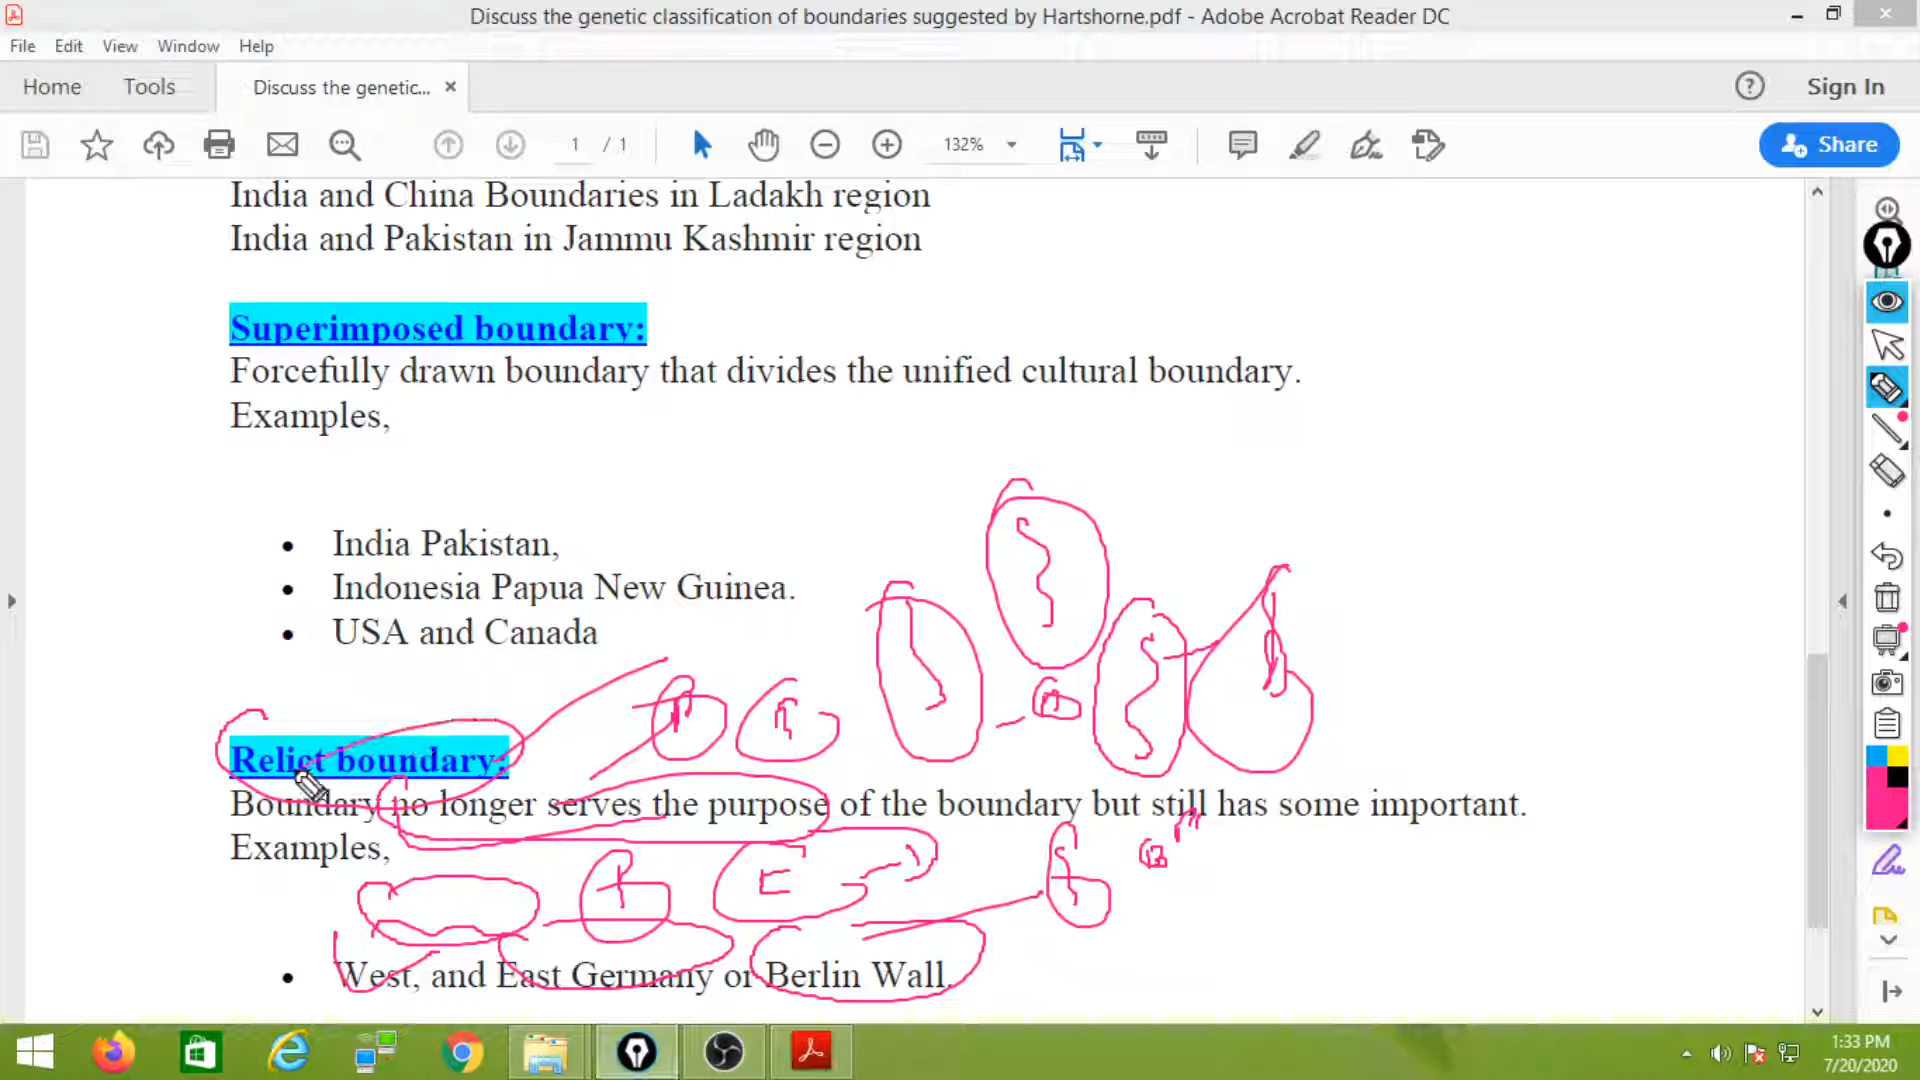 Discuss the genetic classification of boundaries suggested by Hartshorne.pdf - Adobe Acrobat Reader DC
File Edit View Window Help
Home Tools Discuss the genetic... × Sign In
1 / 1 132% Share
India and China Boundaries in Ladakh region
India and Pakistan in Jammu Kashmir region
Superimposed boundary:
Forcefully drawn boundary that divides the unified cultural boundary.
Examples,
• India Pakistan,
• Indonesia Papua New Guinea.
• USA and Canada
Relict boundary:
Boundary no longer serves the purpose of the boundary but still has some important.
Examples,
• West, and East Germany or Berlin Wall.
1:33 PM
7/20/2020